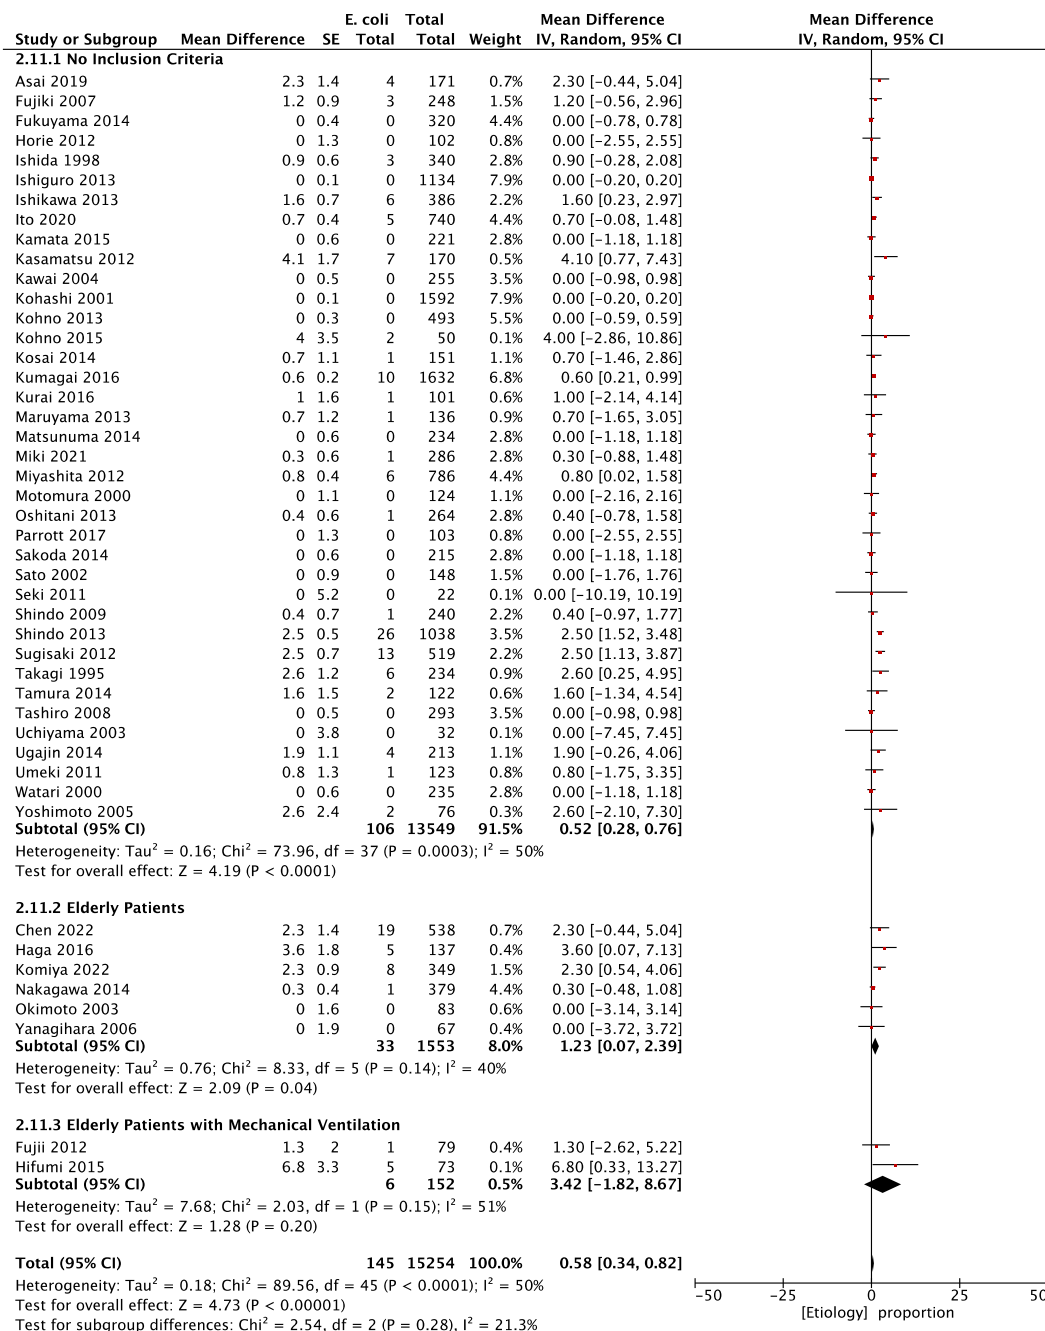 E. coli Total Mean Difference Mean Difference
Study or Subgroup Mean Difference SE Total Total Weight IV, Random, 95% CI IV, Random, 95% CI
2.11.1 No Inclusion Criteria
Asai 2019 2.3 1.4 4 171 0.7% 2.30 [−0.44, 5.04]
Fujiki 2007 1.2 0.9 3 248 1.5% 1.20 [−0.56, 2.96]
Fukuyama 2014 0 0.4 0 320 4.4% 0.00 [−0.78, 0.78]
Horie 2012 0 1.3 0 102 0.8% 0.00 [−2.55, 2.55]
Ishida 1998 0.9 0.6 3 340 2.8% 0.90 [−0.28, 2.08]
Ishiguro 2013 0 0.1 0 1134 7.9% 0.00 [−0.20, 0.20]
Ishikawa 2013 1.6 0.7 6 386 2.2% 1.60 [0.23, 2.97]
Ito 2020 0.7 0.4 5 740 4.4% 0.70 [−0.08, 1.48]
Kamata 2015 0 0.6 0 221 2.8% 0.00 [−1.18, 1.18]
Kasamatsu 2012 4.1 1.7 7 170 0.5% 4.10 [0.77, 7.43]
Kawai 2004 0 0.5 0 255 3.5% 0.00 [−0.98, 0.98]
Kohashi 2001 0 0.1 0 1592 7.9% 0.00 [−0.20, 0.20]
Kohno 2013 0 0.3 0 493 5.5% 0.00 [−0.59, 0.59]
Kohno 2015 4 3.5 2 50 0.1% 4.00 [−2.86, 10.86]
Kosai 2014 0.7 1.1 1 151 1.1% 0.70 [−1.46, 2.86]
Kumagai 2016 0.6 0.2 10 1632 6.8% 0.60 [0.21, 0.99]
Kurai 2016 1 1.6 1 101 0.6% 1.00 [−2.14, 4.14]
Maruyama 2013 0.7 1.2 1 136 0.9% 0.70 [−1.65, 3.05]
Matsunuma 2014 0 0.6 0 234 2.8% 0.00 [−1.18, 1.18]
Miki 2021 0.3 0.6 1 286 2.8% 0.30 [−0.88, 1.48]
Miyashita 2012 0.8 0.4 6 786 4.4% 0.80 [0.02, 1.58]
Motomura 2000 0 1.1 0 124 1.1% 0.00 [−2.16, 2.16]
Oshitani 2013 0.4 0.6 1 264 2.8% 0.40 [−0.78, 1.58]
Parrott 2017 0 1.3 0 103 0.8% 0.00 [−2.55, 2.55]
Sakoda 2014 0 0.6 0 215 2.8% 0.00 [−1.18, 1.18]
Sato 2002 0 0.9 0 148 1.5% 0.00 [−1.76, 1.76]
Seki 2011 0 5.2 0 22 0.1% 0.00 [−10.19, 10.19]
Shindo 2009 0.4 0.7 1 240 2.2% 0.40 [−0.97, 1.77]
Shindo 2013 2.5 0.5 26 1038 3.5% 2.50 [1.52, 3.48]
Sugisaki 2012 2.5 0.7 13 519 2.2% 2.50 [1.13, 3.87]
Takagi 1995 2.6 1.2 6 234 0.9% 2.60 [0.25, 4.95]
Tamura 2014 1.6 1.5 2 122 0.6% 1.60 [−1.34, 4.54]
Tashiro 2008 0 0.5 0 293 3.5% 0.00 [−0.98, 0.98]
Uchiyama 2003 0 3.8 0 32 0.1% 0.00 [−7.45, 7.45]
Ugajin 2014 1.9 1.1 4 213 1.1% 1.90 [−0.26, 4.06]
Umeki 2011 0.8 1.3 1 123 0.8% 0.80 [−1.75, 3.35]
Watari 2000 0 0.6 0 235 2.8% 0.00 [−1.18, 1.18]
Yoshimoto 2005 2.6 2.4 2 76 0.3% 2.60 [−2.10, 7.30]
Subtotal (95% CI) 106 13549 91.5% 0.52 [0.28, 0.76]
Heterogeneity: Tau² = 0.16; Chi² = 73.96, df = 37 (P = 0.0003); I² = 50%
Test for overall effect: Z = 4.19 (P < 0.0001)
2.11.2 Elderly Patients
Chen 2022 2.3 1.4 19 538 0.7% 2.30 [−0.44, 5.04]
Haga 2016 3.6 1.8 5 137 0.4% 3.60 [0.07, 7.13]
Komiya 2022 2.3 0.9 8 349 1.5% 2.30 [0.54, 4.06]
Nakagawa 2014 0.3 0.4 1 379 4.4% 0.30 [−0.48, 1.08]
Okimoto 2003 0 1.6 0 83 0.6% 0.00 [−3.14, 3.14]
Yanagihara 2006 0 1.9 0 67 0.4% 0.00 [−3.72, 3.72]
Subtotal (95% CI) 33 1553 8.0% 1.23 [0.07, 2.39]
Heterogeneity: Tau² = 0.76; Chi² = 8.33, df = 5 (P = 0.14); I² = 40%
Test for overall effect: Z = 2.09 (P = 0.04)
2.11.3 Elderly Patients with Mechanical Ventilation
Fujii 2012 1.3 2 1 79 0.4% 1.30 [−2.62, 5.22]
Hifumi 2015 6.8 3.3 5 73 0.1% 6.80 [0.33, 13.27]
Subtotal (95% CI) 6 152 0.5% 3.42 [−1.82, 8.67]
Heterogeneity: Tau² = 7.68; Chi² = 2.03, df = 1 (P = 0.15); I² = 51%
Test for overall effect: Z = 1.28 (P = 0.20)
Total (95% CI) 145 15254 100.0% 0.58 [0.34, 0.82]
Heterogeneity: Tau² = 0.18; Chi² = 89.56, df = 45 (P < 0.0001); I² = 50%
−50 −25 0 25 50
Test for overall effect: Z = 4.73 (P < 0.00001)
[Etiology] proportion
Test for subgroup differences: Chi² = 2.54, df = 2 (P = 0.28), I² = 21.3%